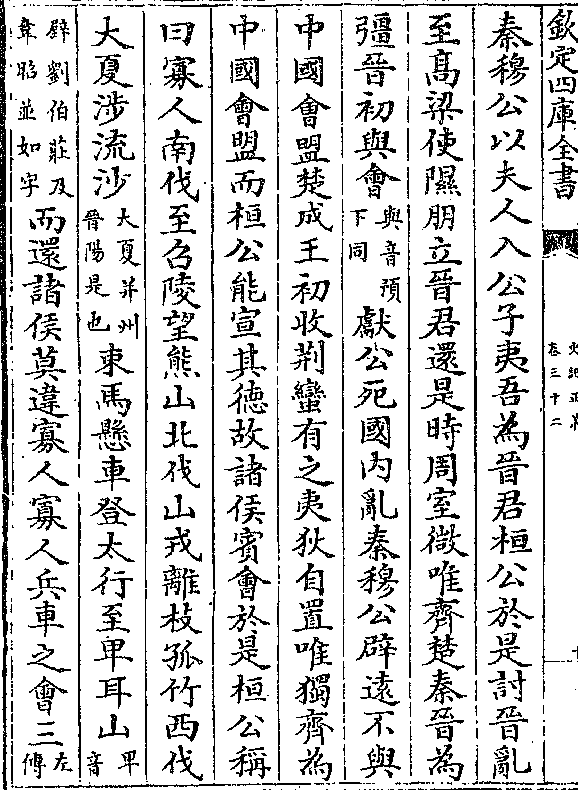 欽定四庫全書
卷三十二
秦穆公以夫人入公子夷吾為晉君桓公於是討晉亂
至髙梁使隰朋立晉君還是時周室微唯齊楚秦晉為
彊晉初與會與音預下同獻公死國內亂秦穆公辟遠不與
中國會盟楚成王初收荆蠻有之夷狄自置唯獨齊為
中國會盟而桓公能宣其徳故諸侯賓會於是桓公稱
曰寡人南伐至召陵望熊山北伐山戎離枝孤竹西伐
大夏涉流沙大夏并州晉陽是也束馬懸車登太行至卑耳山卑音
辟劉伯莊及韋昭並如字而還諸侯莫違寡人寡人兵車之會三左傳